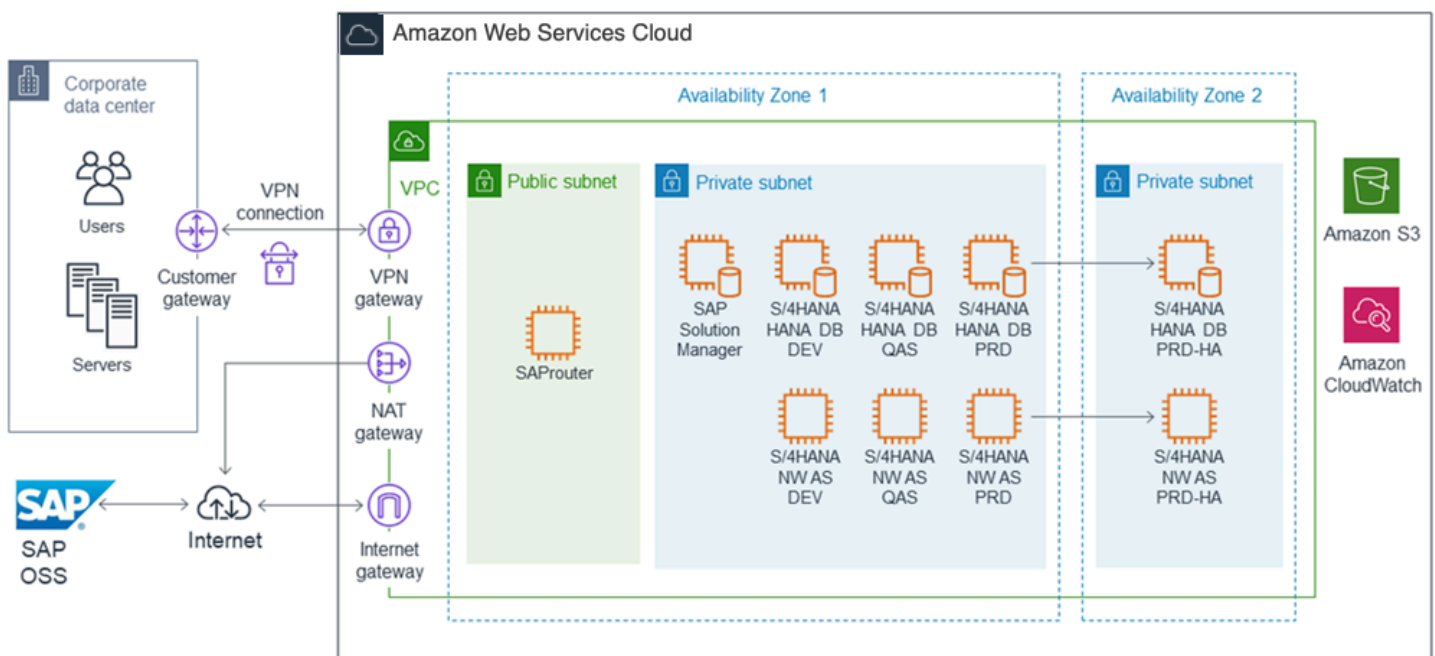 Amazon Web Services Cloud
Corporate
data center
Users
Servers
Customer
gateway
VPN
connection
VPC
VPN
gateway
NAT
gateway
Internet
gateway
SAP
®
SAP
OSS
Internet
Availability Zone 1
Public subnet
SAProuter
Private subnet
SAP
Solution
Manager
S/4HANA
HANA DB
DEV
S/4HANA
HANA DB
QAS
S/4HANA
HANA DB
PRD
S/4HANA
NW AS
DEV
S/4HANA
NW AS
QAS
S/4HANA
NW AS
PRD
Availability Zone 2
Private subnet
S/4HANA
HANA DB
PRD-HA
S/4HANA
NW AS
PRD-HA
Amazon S3
Amazon
CloudWatch